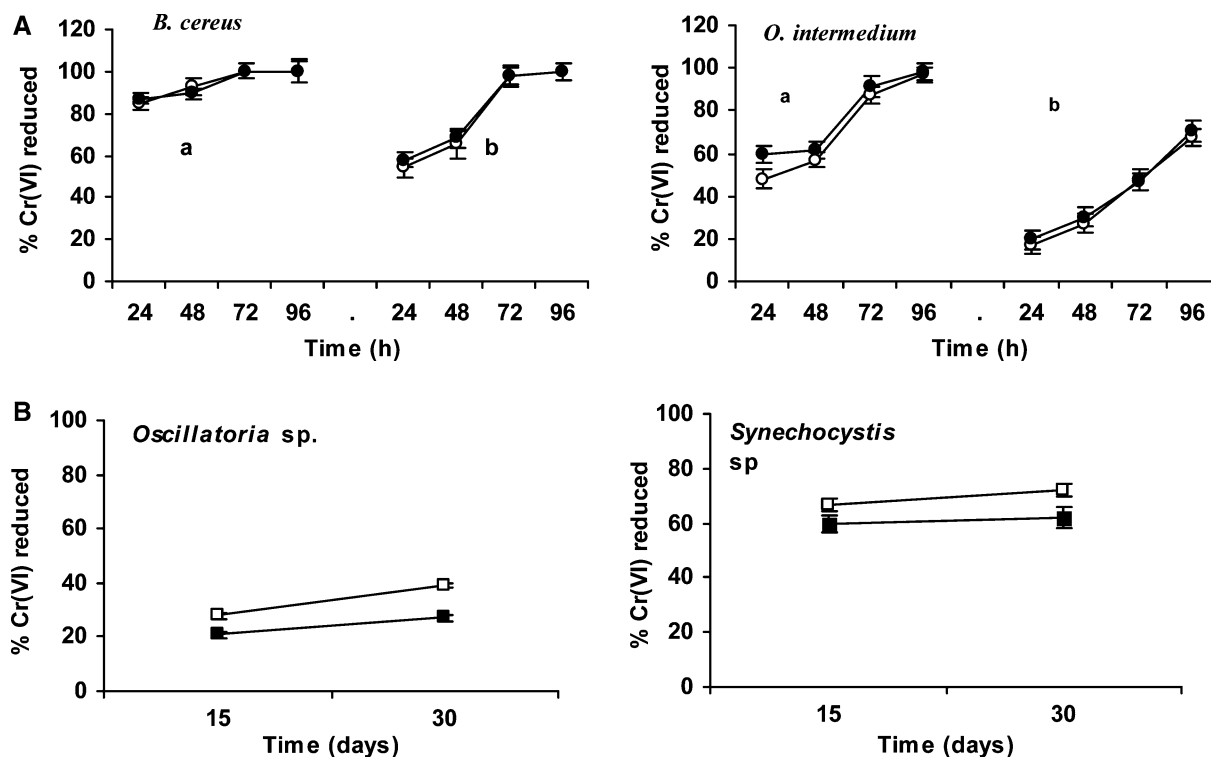 A
B. cereus
% Cr(VI) reduced
120
100
80
60
40
20
0
a
b
24 48 72 96 . 24 48 72 96
Time (h)
O. intermedium
% Cr(VI) reduced
120
100
80
60
40
20
0
a
b
24 48 72 96 . 24 48 72 96
Time (h)
B
Oscillatoria sp.
% Cr(VI) reduced
100
80
60
40
20
0
15 30
Time (days)
Synechocystis
sp
% Cr(VI) reduced
100
80
60
40
20
0
15 30
Time (days)